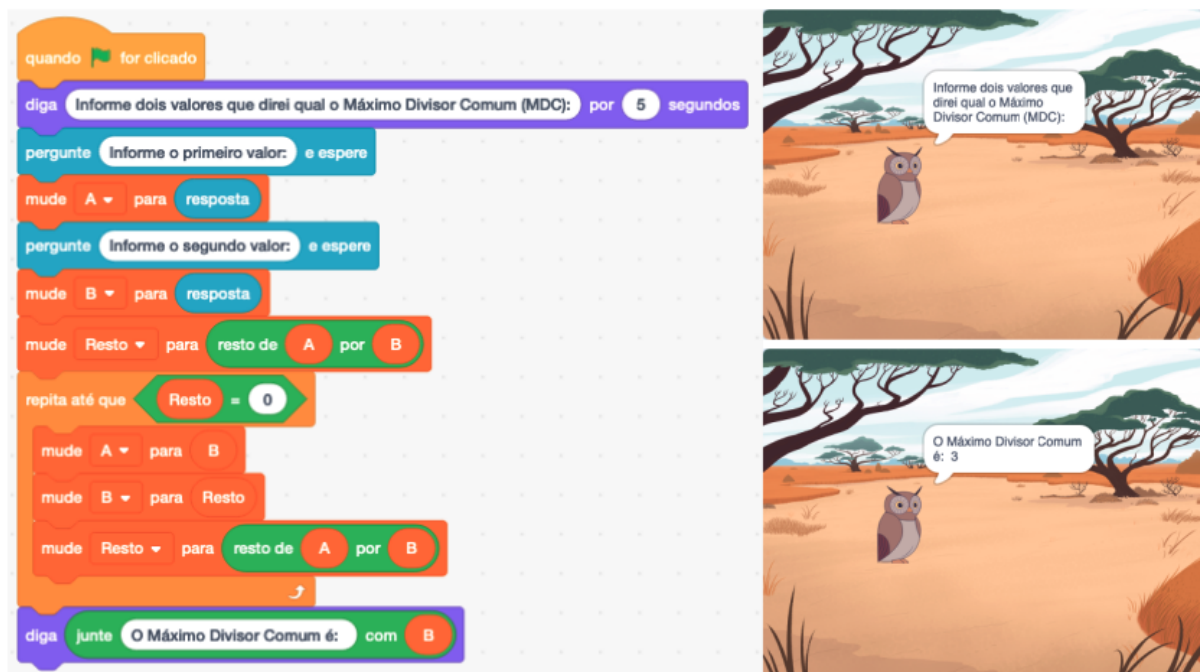 quando for clicado
diga Informe dois valores que direi qual o Máximo Divisor Comum (MDC): por 5 segundos
pergunte Informe o primeiro valor: e espere
mude A para resposta
pergunte Informe o segundo valor: e espere
mude B para resposta
mude Resto para resto de A por B
repita até que Resto = 0
mude A para B
mude B para Resto
mude Resto para resto de A por B
diga junte O Máximo Divisor Comum é: com B
Informe dois valores que
direi qual o Máximo
Divisor Comum (MDC):
O Máximo Divisor Comum
é: 3